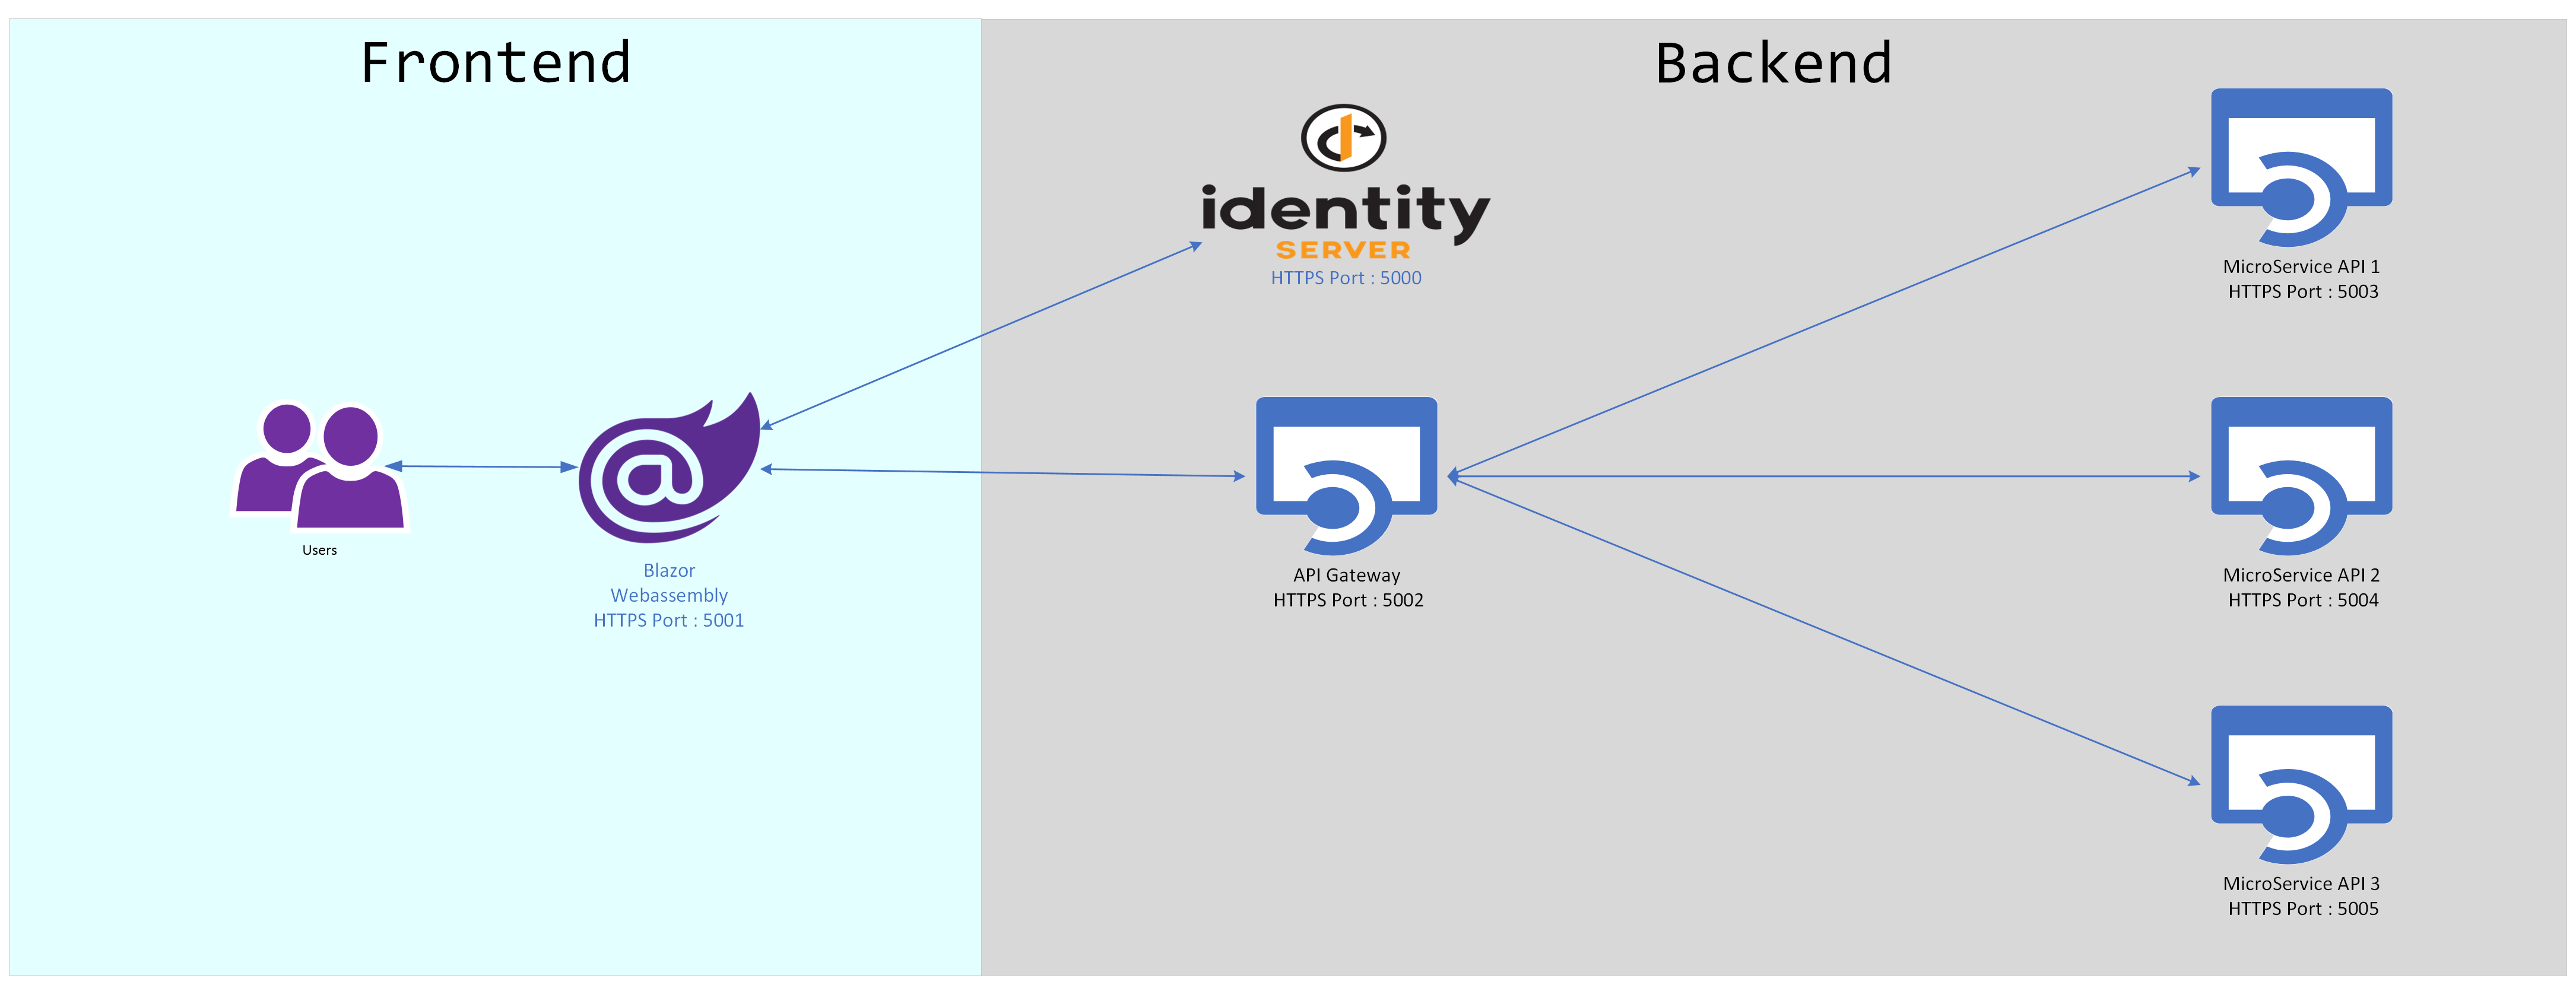 Frontend
Backend
identity
SERVER
HTTPS Port : 5000
MicroService API 1
HTTPS Port : 5003
Users
Blazor
Webassembly
HTTPS Port : 5001
API Gateway
HTTPS Port : 5002
MicroService API 2
HTTPS Port : 5004
MicroService API 3
HTTPS Port : 5005